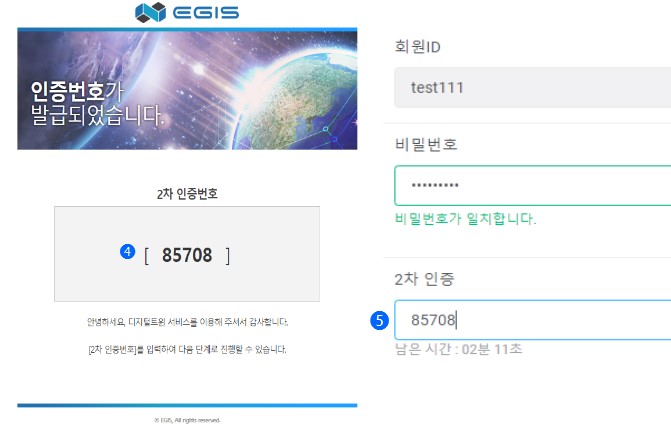 EGIS
인증번호가
발급되었습니다.
2차 인증번호
4 [ 85708 ]
안녕하세요, 디지털트윈 서비스를 이용해 주셔서 감사합니다.
[2차 인증번호]를 입력하여 다음 단계로 진행할 수 있습니다.
© EGIS, All rights reserved.
회원ID
test111
비밀번호
•••••••••
비밀번호가 일치합니다.
2차 인증
5 85708
남은 시간 : 02분 11초